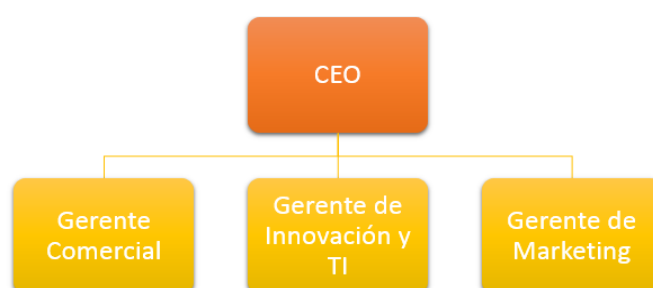 CEO
Gerente
Comercial
Gerente de
Innovación y
TI
Gerente de
Marketing